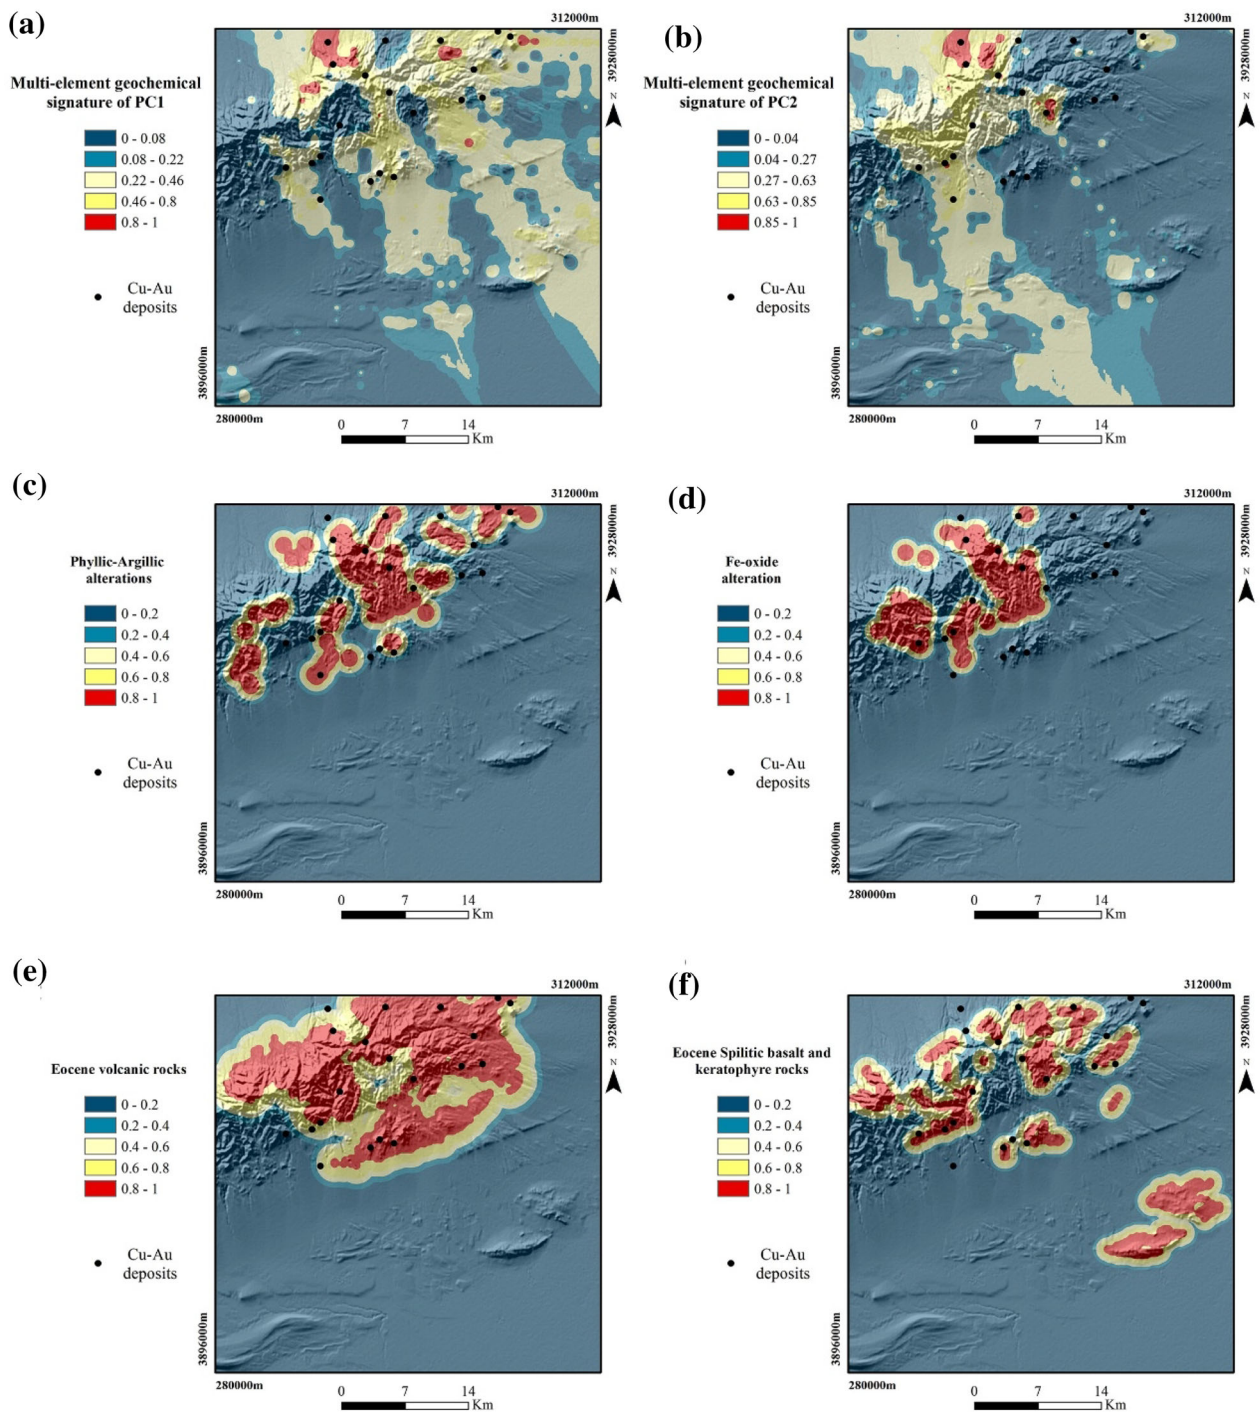 (a)
312000m
3928000m
N
Multi-element geochemical
signature of PC1
0 - 0.08
0.08 - 0.22
0.22 - 0.46
0.46 - 0.8
0.8 - 1
Cu-Au
deposits
3896000m
280000m
0 7 14
Km
(b)
312000m
3928000m
N
Multi-element geochemical
signature of PC2
0 - 0.04
0.04 - 0.27
0.27 - 0.63
0.63 - 0.85
0.85 - 1
Cu-Au
deposits
3896000m
280000m
0 7 14
Km
(c)
312000m
3928000m
N
Phyllic-Argillic
alterations
0 - 0.2
0.2 - 0.4
0.4 - 0.6
0.6 - 0.8
0.8 - 1
Cu-Au
deposits
3896000m
280000m
0 7 14
Km
(d)
312000m
3928000m
N
Fe-oxide
alteration
0 - 0.2
0.2 - 0.4
0.4 - 0.6
0.6 - 0.8
0.8 - 1
Cu-Au
deposits
3896000m
280000m
0 7 14
Km
(e)
312000m
3928000m
N
Eocene volcanic rocks
0 - 0.2
0.2 - 0.4
0.4 - 0.6
0.6 - 0.8
0.8 - 1
Cu-Au
deposits
3896000m
280000m
0 7 14
Km
(f)
312000m
3928000m
N
Eocene Spilitic basalt and
keratophyre rocks
0 - 0.2
0.2 - 0.4
0.4 - 0.6
0.6 - 0.8
0.8 - 1
Cu-Au
deposits
3896000m
280000m
0 7 14
Km